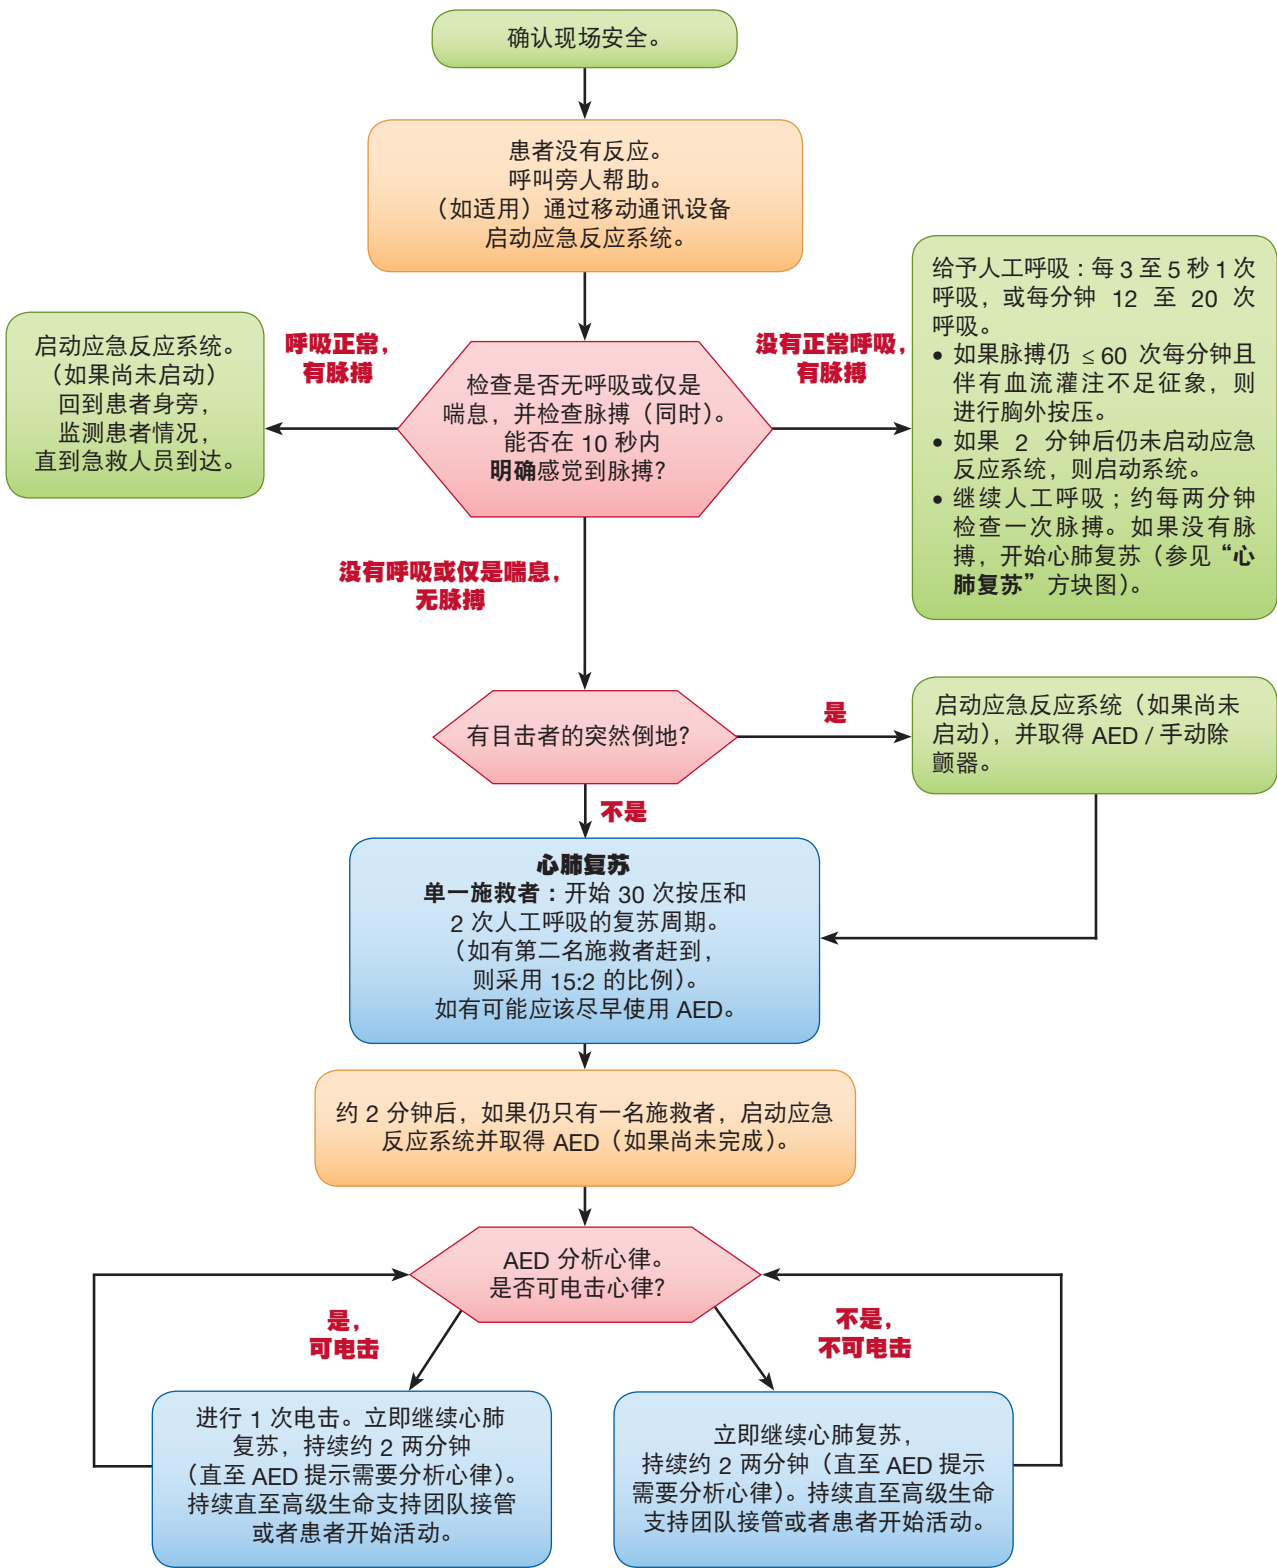 确认现场安全。
患者没有反应。
呼叫旁人帮助。
（如适用）通过移动通讯设备
启动应急反应系统。
启动应急反应系统。
（如果尚未启动）
回到患者身旁，
监测患者情况，
直到急救人员到达。
呼吸正常，
有脉搏
检查是否无呼吸或仅是
喘息，并检查脉搏（同时）。
能否在 10 秒内
明确感觉到脉搏？
没有正常呼吸，
有脉搏
给予人工呼吸：每 3 至 5 秒 1 次
呼吸，或每分钟 12 至 20 次
呼吸。
• 如果脉搏仍 ≤ 60 次每分钟且
伴有血流灌注不足征象，则
进行胸外按压。
• 如果 2 分钟后仍未启动应急
反应系统，则启动系统。
• 继续人工呼吸；约每两分钟
检查一次脉搏。如果没有脉
搏，开始心肺复苏（参见“心
肺复苏”方块图）。
没有呼吸或仅是喘息，
无脉搏
有目击者的突然倒地？
是
启动应急反应系统（如果尚未
启动），并取得 AED / 手动除
颤器。
不是
心肺复苏
单一施救者：开始 30 次按压和
2 次人工呼吸的复苏周期。
（如有第二名施救者赶到，
则采用 15:2 的比例）。
如有可能应该尽早使用 AED。
约 2 分钟后，如果仍只有一名施救者，启动应急
反应系统并取得 AED（如果尚未完成）。
AED 分析心律。
是否可电击心律？
是，
可电击
不是，
不可电击
进行 1 次电击。立即继续心肺
复苏，持续约 2 两分钟
（直至 AED 提示需要分析心律）。
持续直至高级生命支持团队接管
或者患者开始活动。
立即继续心肺复苏，
持续约 2 两分钟（直至 AED 提示
需要分析心律）。持续直至高级生命
支持团队接管或者患者开始活动。